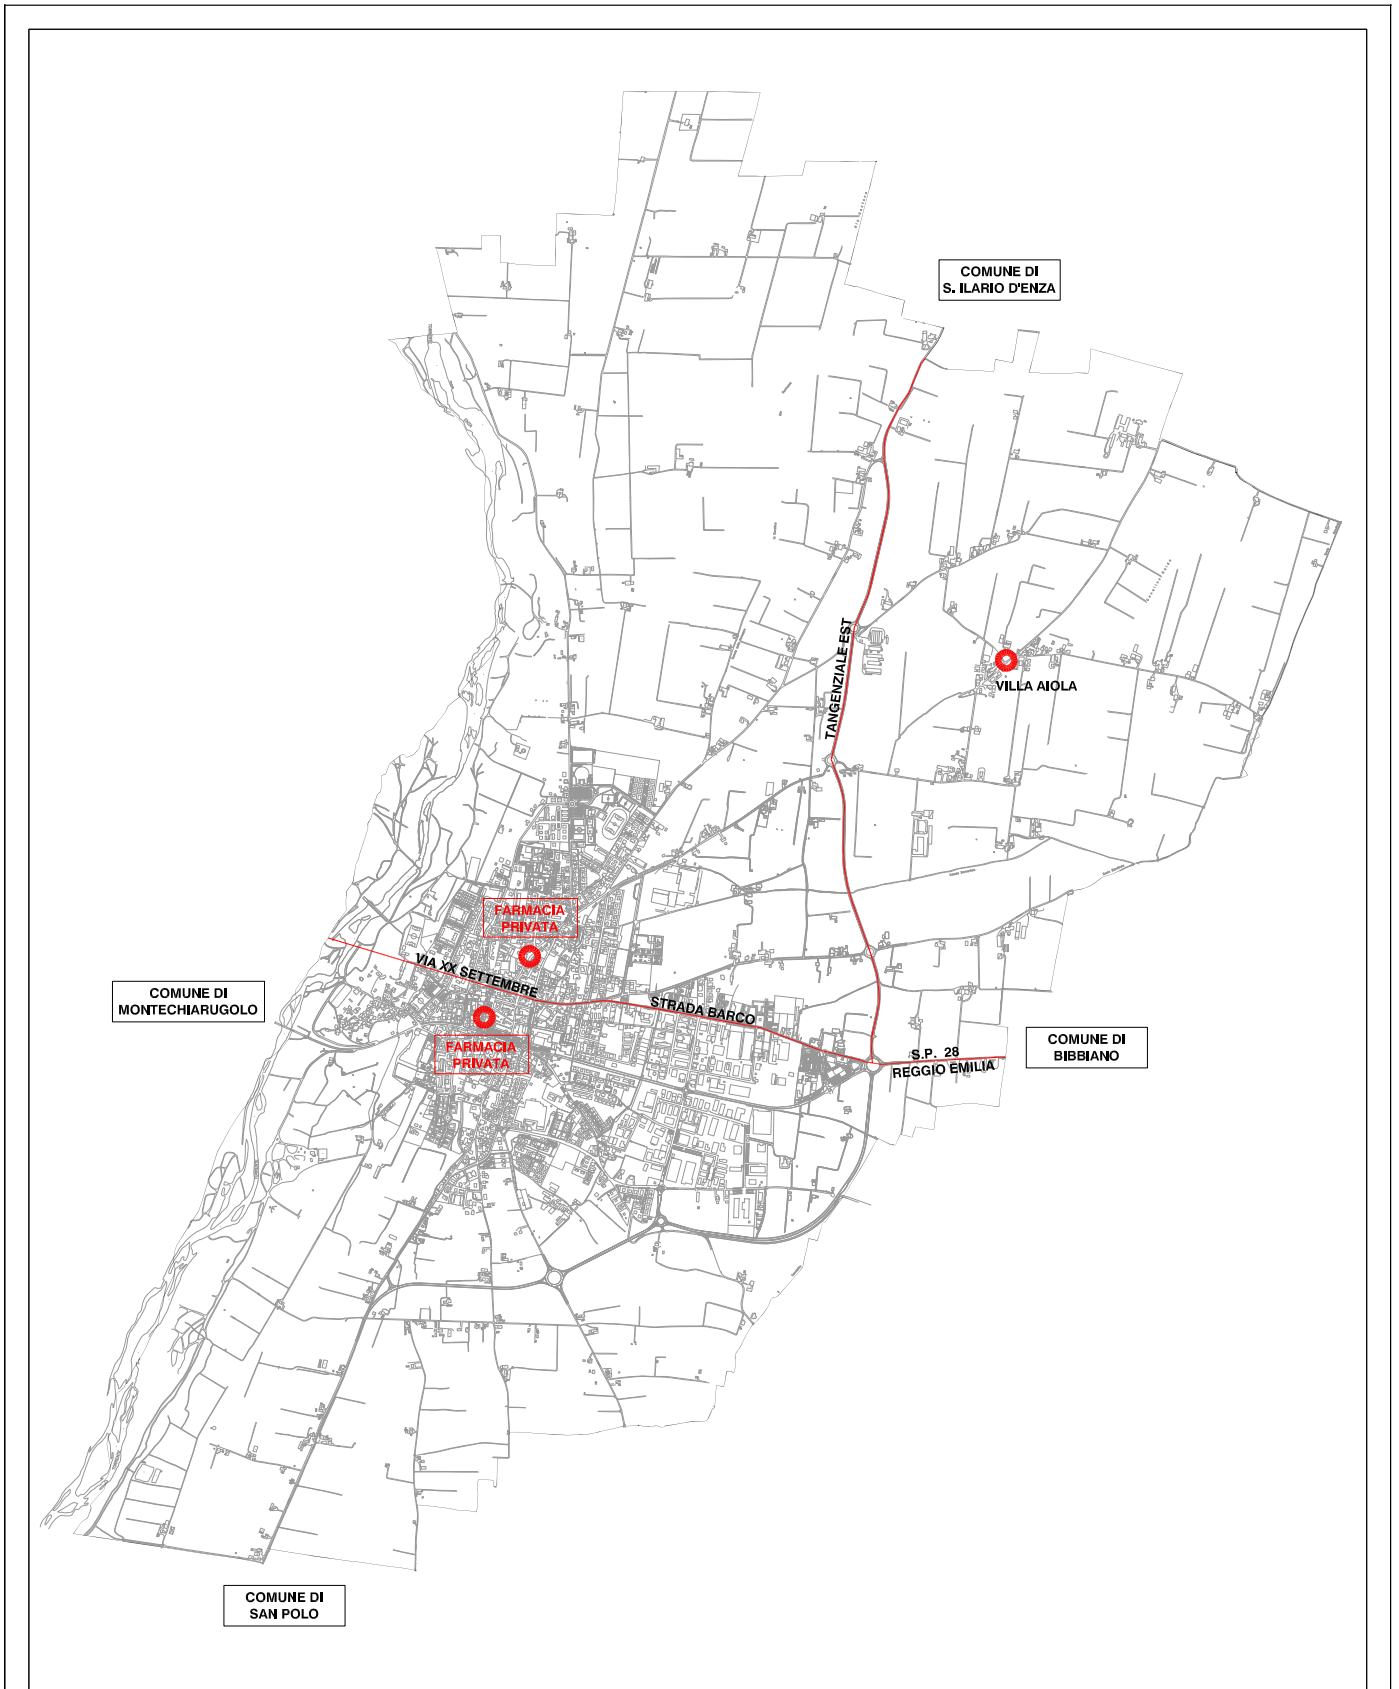 COMUNE DI
S. ILARIO D'ENZA
TANGENZIALE EST
VILLA AIOLA
FARMACIA
PRIVATA
VIA XX SETTEMBRE
COMUNE DI
MONTECHIARUGOLO
STRADA BARCO
FARMACIA
PRIVATA
S.P. 28
REGGIO EMILIA
COMUNE DI
BIBBIANO
COMUNE DI
SAN POLO